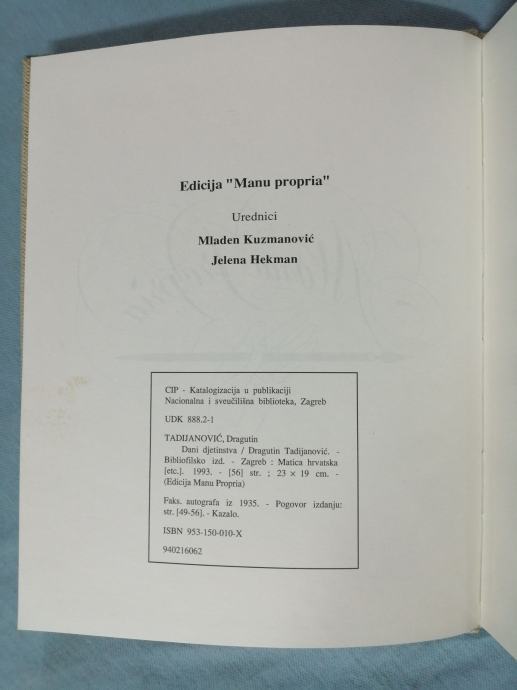 Edicija "Manu propria"
Urednici
Mladen Kuzmanović
Jelena Hekman
CIP - Katalogizacija u publikaciji
Nacionalna i sveučilišna biblioteka, Zagreb
UDK 888.2-1
TADIJANOVIĆ, Dragutin
Dani djetinstva / Dragutin Tadijanović. -
Bibliofilsko izd. - Zagreb : Matica hrvatska
[etc.]. 1993. - [56] str. ; 23 × 19 cm. -
(Edicija Manu Propria)
Faks. autografa iz 1935. - Pogovor izdanju:
str. [49-56]. - Kazalo.
ISBN 953-150-010-X
940216062